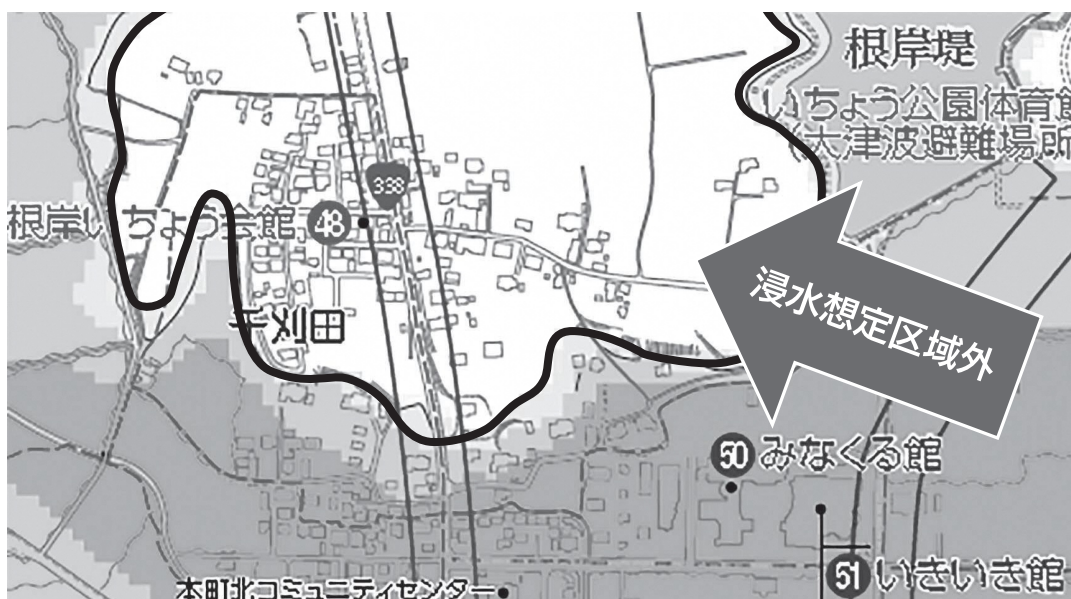 根岸堤
いちょう公園体育館
(大津波避難場所
338
根岸いちょう会館 48
浸水想定区域外
50 みなくる館
51 いきいき館
本町北コミュニティセンター